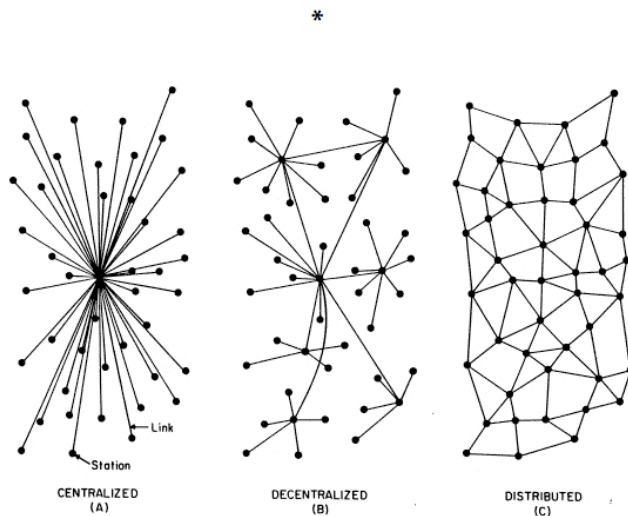 *
Link
Station
CENTRALIZED
(A)
DECENTRALIZED
(B)
DISTRIBUTED
(C)